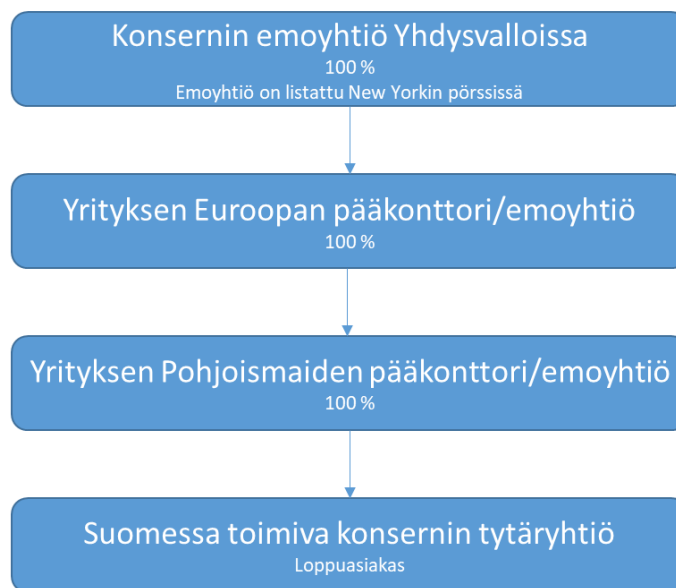 Konsernin emoyhtiö Yhdysvalloissa
100 %
Emoyhtiö on listattu New Yorkin pörssissä
Yrityksen Euroopan pääkonttori/emoyhtiö
100 %
Yrityksen Pohjoismaiden pääkonttori/emoyhtiö
100 %
Suomessa toimiva konsernin tytäryhtiö
Loppuasiakas